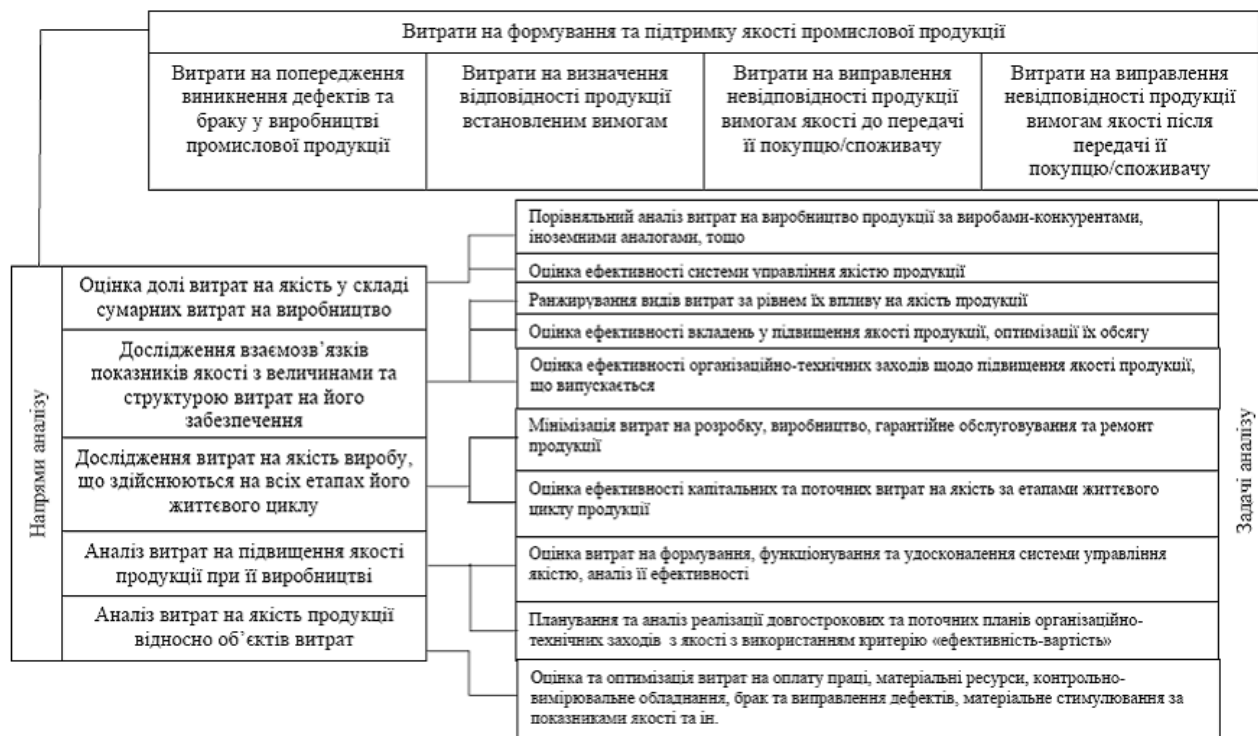 Витрати на формування та підтримку якості промислової продукції
Витрати на попередження
виникнення дефектів та
браку у виробництві
промислової продукції
Витрати на визначення
відповідності продукції
встановленим вимогам
Витрати на виправлення
невідповідності продукції
вимогам якості до передачі
її покупцю/споживачу
Витрати на виправлення
невідповідності продукції
вимогам якості після
передачі її
покупцю/споживачу
Напрями аналізу
Оцінка долі витрат на якість у складі
сумарних витрат на виробництво
Дослідження взаємозв’язків
показників якості з величинами та
структурою витрат на його
забезпечення
Дослідження витрат на якість виробу,
що здійснюються на всіх етапах його
життєвого циклу
Аналіз витрат на підвищення якості
продукції при її виробництві
Аналіз витрат на якість продукції
відносно об’єктів витрат
Порівняльний аналіз витрат на виробництво продукції за виробами-конкурентами,
іноземними аналогами, тощо
Оцінка ефективності системи управління якістю продукції
Ранжирування видів витрат за рівнем їх впливу на якість продукції
Оцінка ефективності вкладень у підвищення якості продукції, оптимізації їх обсягу
Оцінка ефективності організаційно-технічних заходів щодо підвищення якості продукції,
що випускається
Мінімізація витрат на розробку, виробництво, гарантійне обслуговування та ремонт
продукції
Оцінка ефективності капітальних та поточних витрат на якість за етапами життєвого
циклу продукції
Оцінка витрат на формування, функціонування та удосконалення системи управління
якістю, аналіз її ефективності
Планування та аналіз реалізації довгострокових та поточних планів організаційно-
технічних заходів з якості з використанням критерію «ефективність-вартість»
Оцінка та оптимізація витрат на оплату праці, матеріальні ресурси, контрольно-
вимірювальне обладнання, брак та виправлення дефектів, матеріальне стимулювання за
показниками якості та ін.
Задачі аналізу